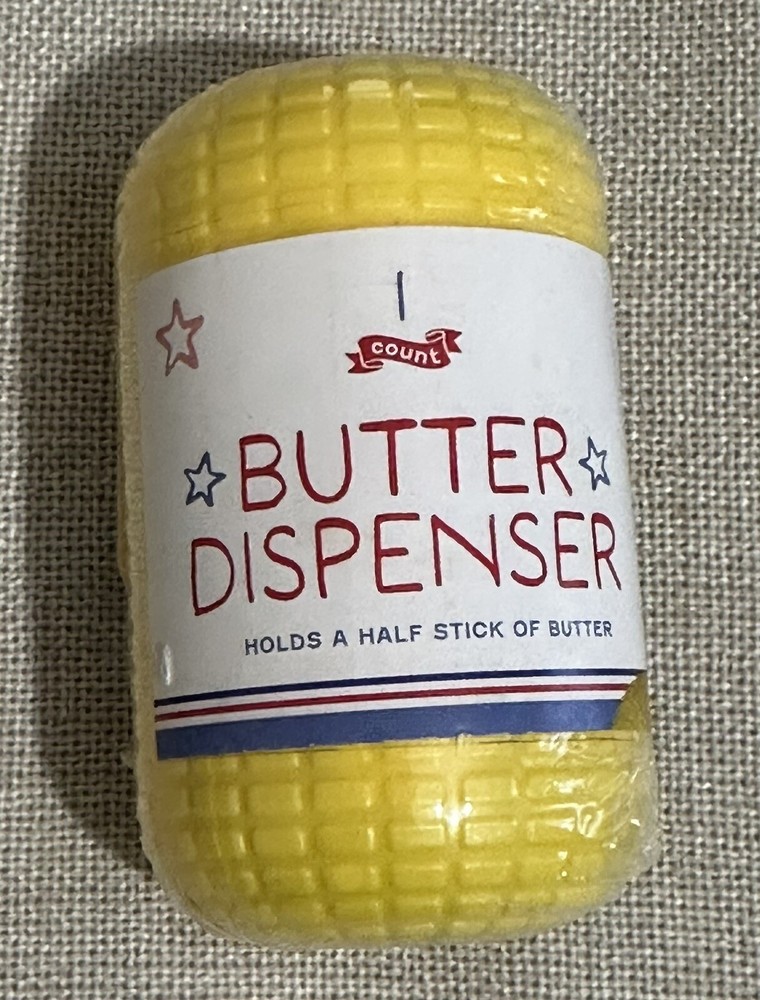 1
count
BUTTER
DISPENSER
HOLDS A HALF STICK OF BUTTER